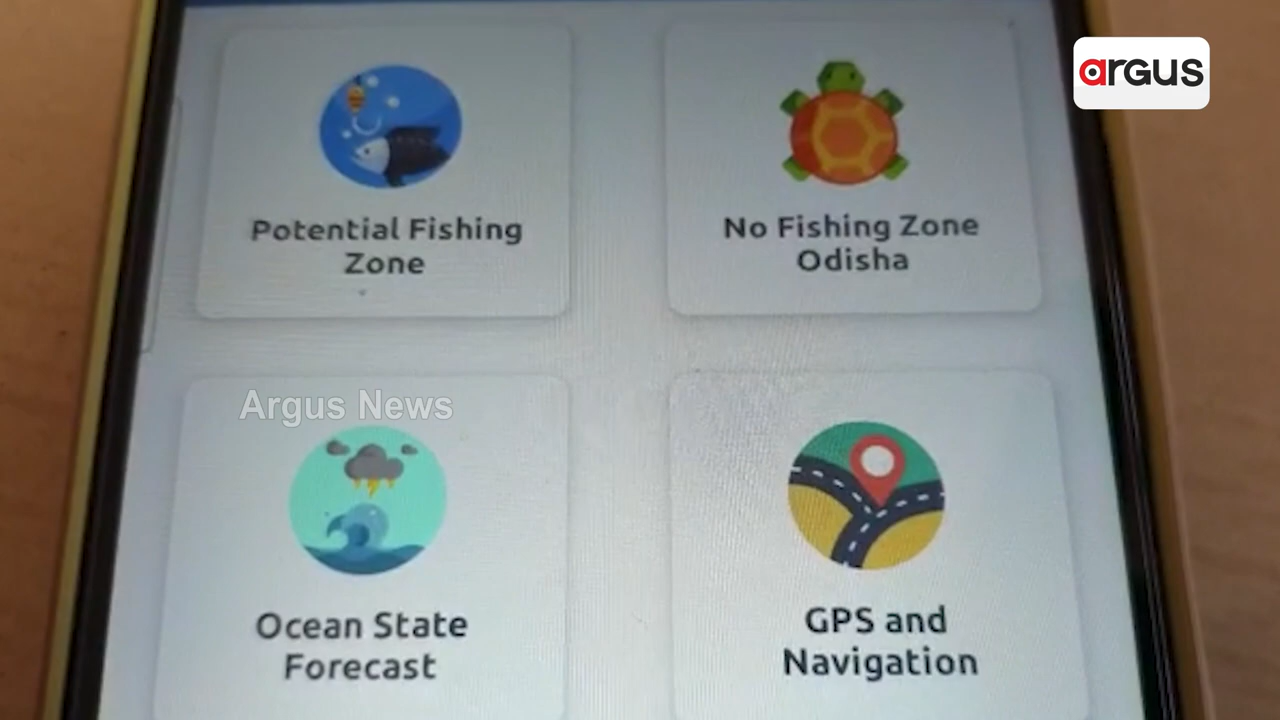 argus
Potential Fishing
Zone
No Fishing Zone
Odisha
Argus News
Ocean State
Forecast
GPS and
Navigation